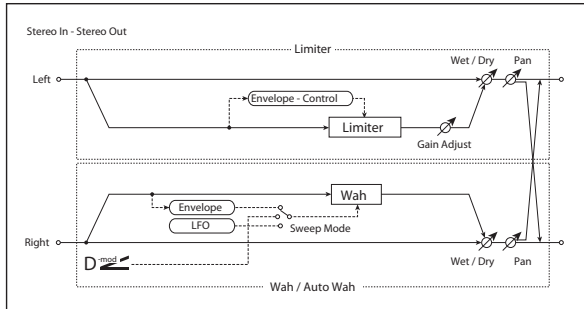 Stereo In - Stereo Out
Limiter
Wet / Dry
Pan
Left
Envelope - Control
Limiter
Gain Adjust
Wah
Envelope
LFO
Sweep Mode
Right
D-mod
Wet / Dry
Pan
Wah / Auto Wah